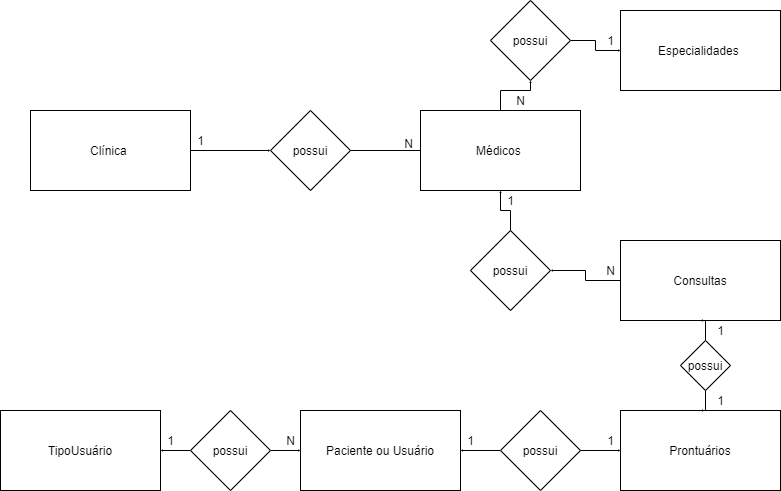 possui
1
Especialidades
N
Clínica
1
possui
N
Médicos
1
possui
N
Consultas
1
possui
1
TipoUsuário
1
possui
N
Paciente ou Usuário
1
possui
1
Prontuários